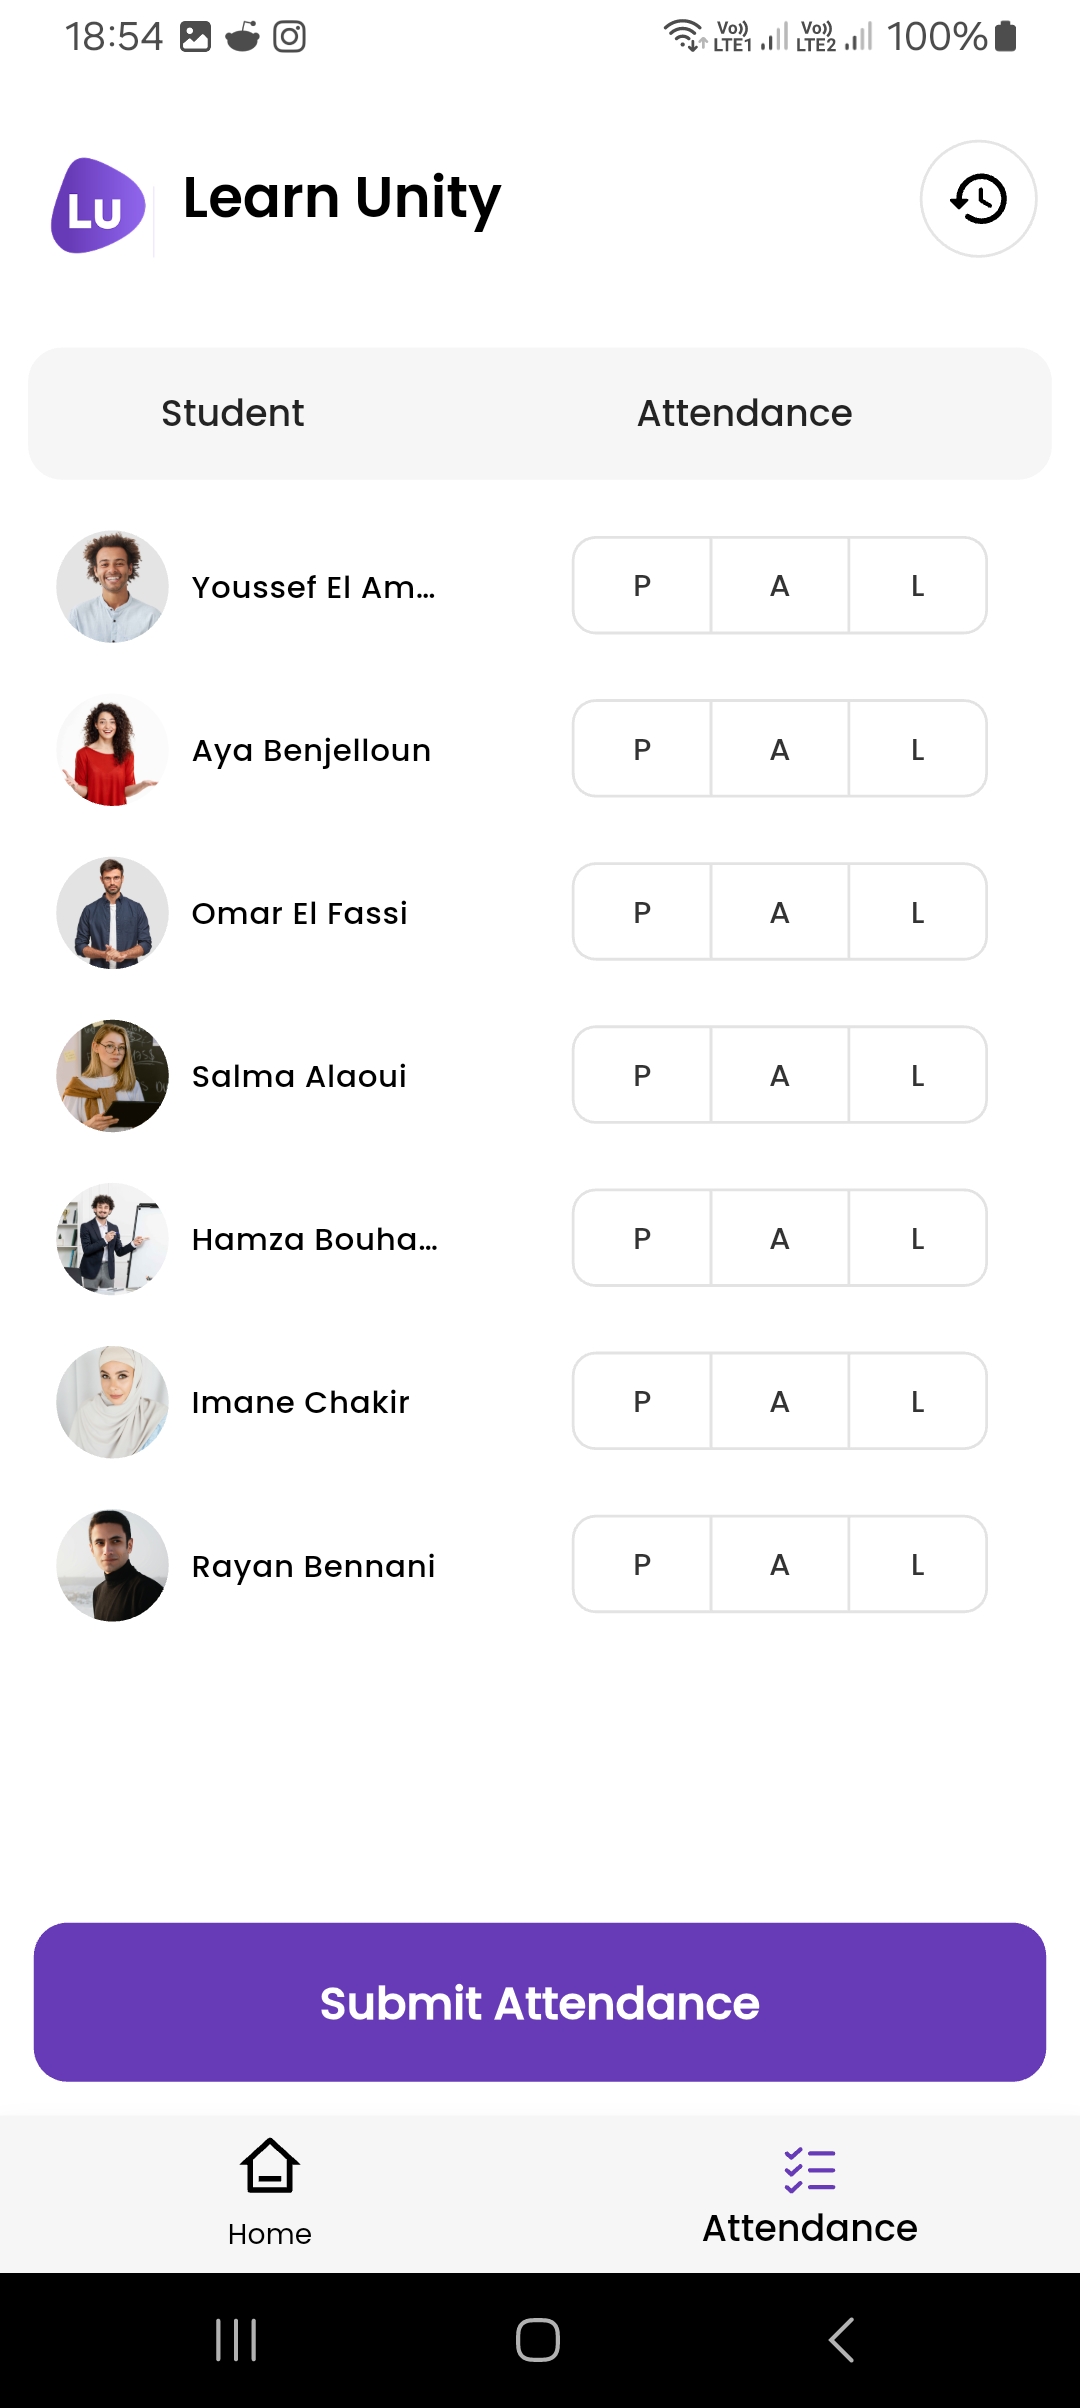 18:54 Vo)) LTE1 Vo)) LTE2 100%
Lu Learn Unity
Student Attendance
Youssef El Am... P A L
Aya Benjelloun P A L
Omar El Fassi P A L
Salma Alaoui P A L
Hamza Bouha... P A L
Imane Chakir P A L
Rayan Bennani P A L
Submit Attendance
Home Attendance